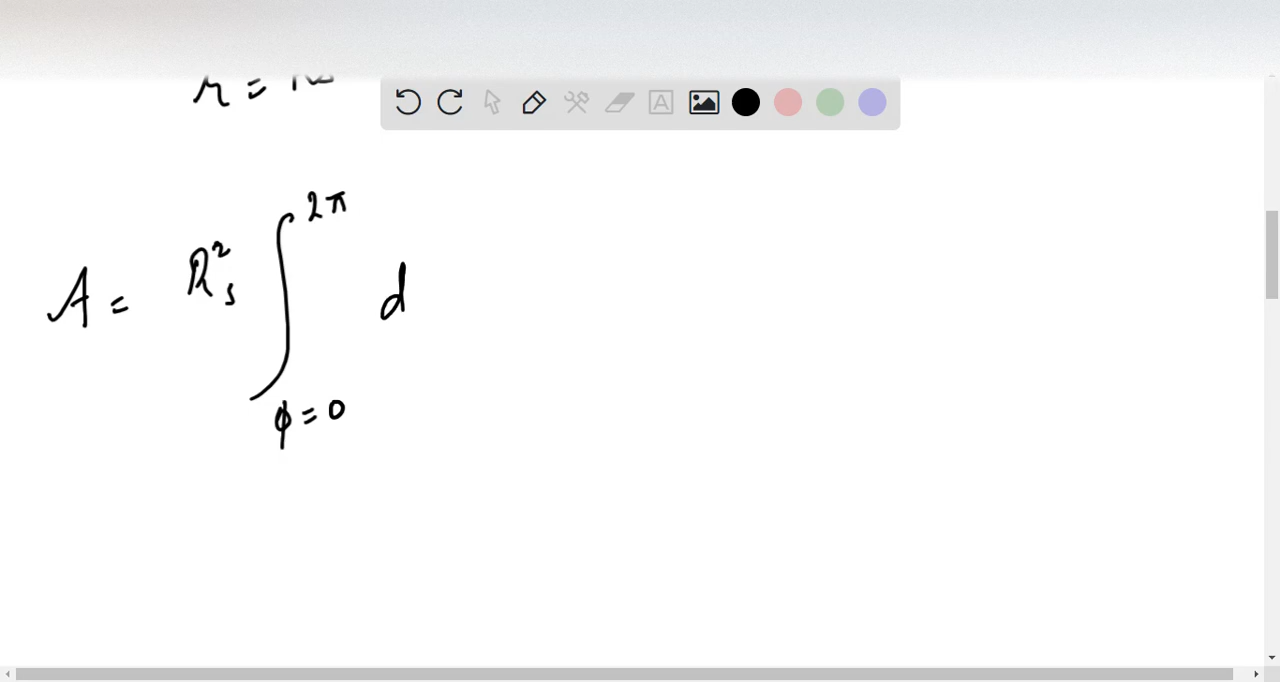 r =
2π
A = R_s^2 ∫ d
φ = 0
A